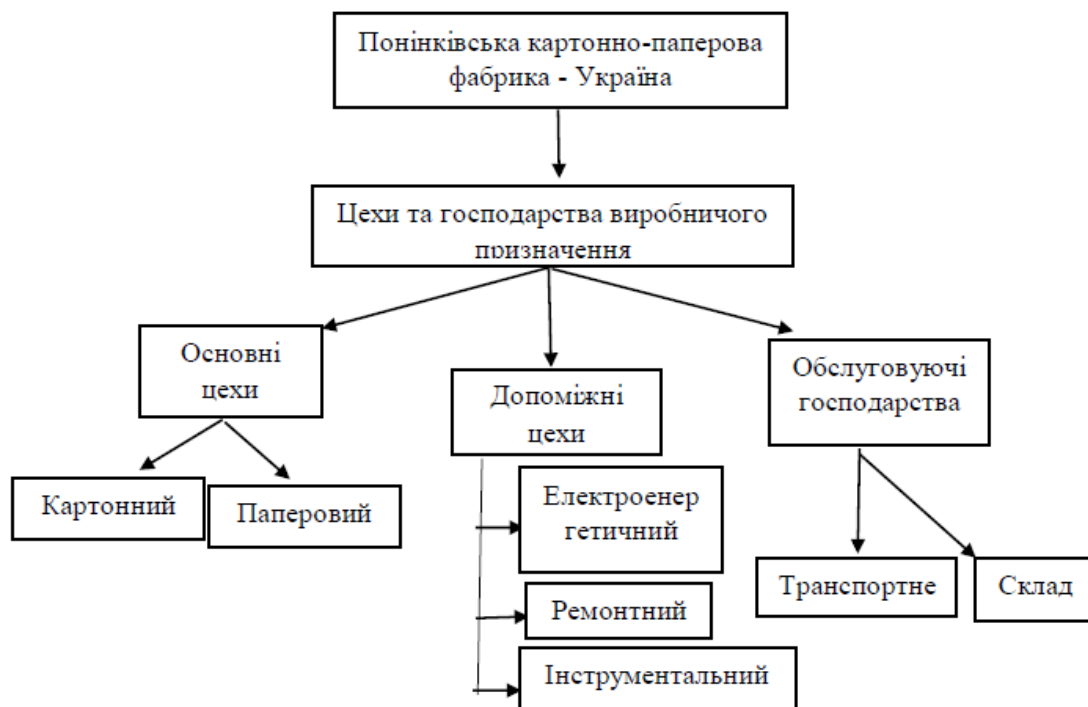 Понінківська картонно-паперова
фабрика - Україна
Цехи та господарства виробничого
призначення
Основні
цехи
Допоміжні
цехи
Обслуговуючі
господарства
Картонний
Паперовий
Електроенер
гетичний
Ремонтний
Інструментальний
Транспортне
Склад